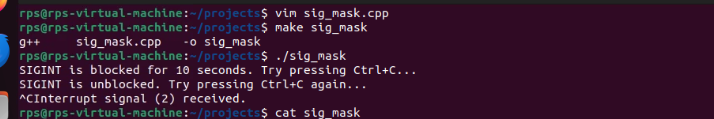 rps@rps-virtual-machine:~/projects$ vim sig_mask.cpp
rps@rps-virtual-machine:~/projects$ make sig_mask
g++     sig_mask.cpp   -o sig_mask
rps@rps-virtual-machine:~/projects$ ./sig_mask
SIGINT is blocked for 10 seconds. Try pressing Ctrl+C...
SIGINT is unblocked. Try pressing Ctrl+C again...
^CInterrupt signal (2) received.
rps@rps-virtual-machine:~/projects$ cat sig_mask